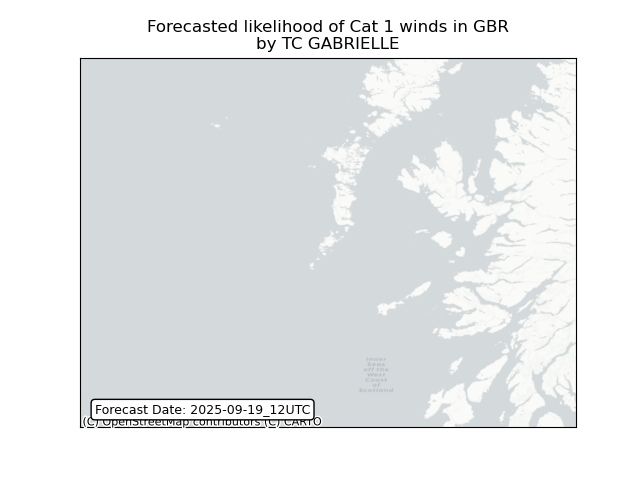 Forecasted likelihood of Cat 1 winds in GBR
by TC GABRIELLE
Inner
Seas
off the
West
Coast
of
Scotland
Forecast Date: 2025-09-19_12UTC
(C) OpenStreetMap contributors (C) CARTO